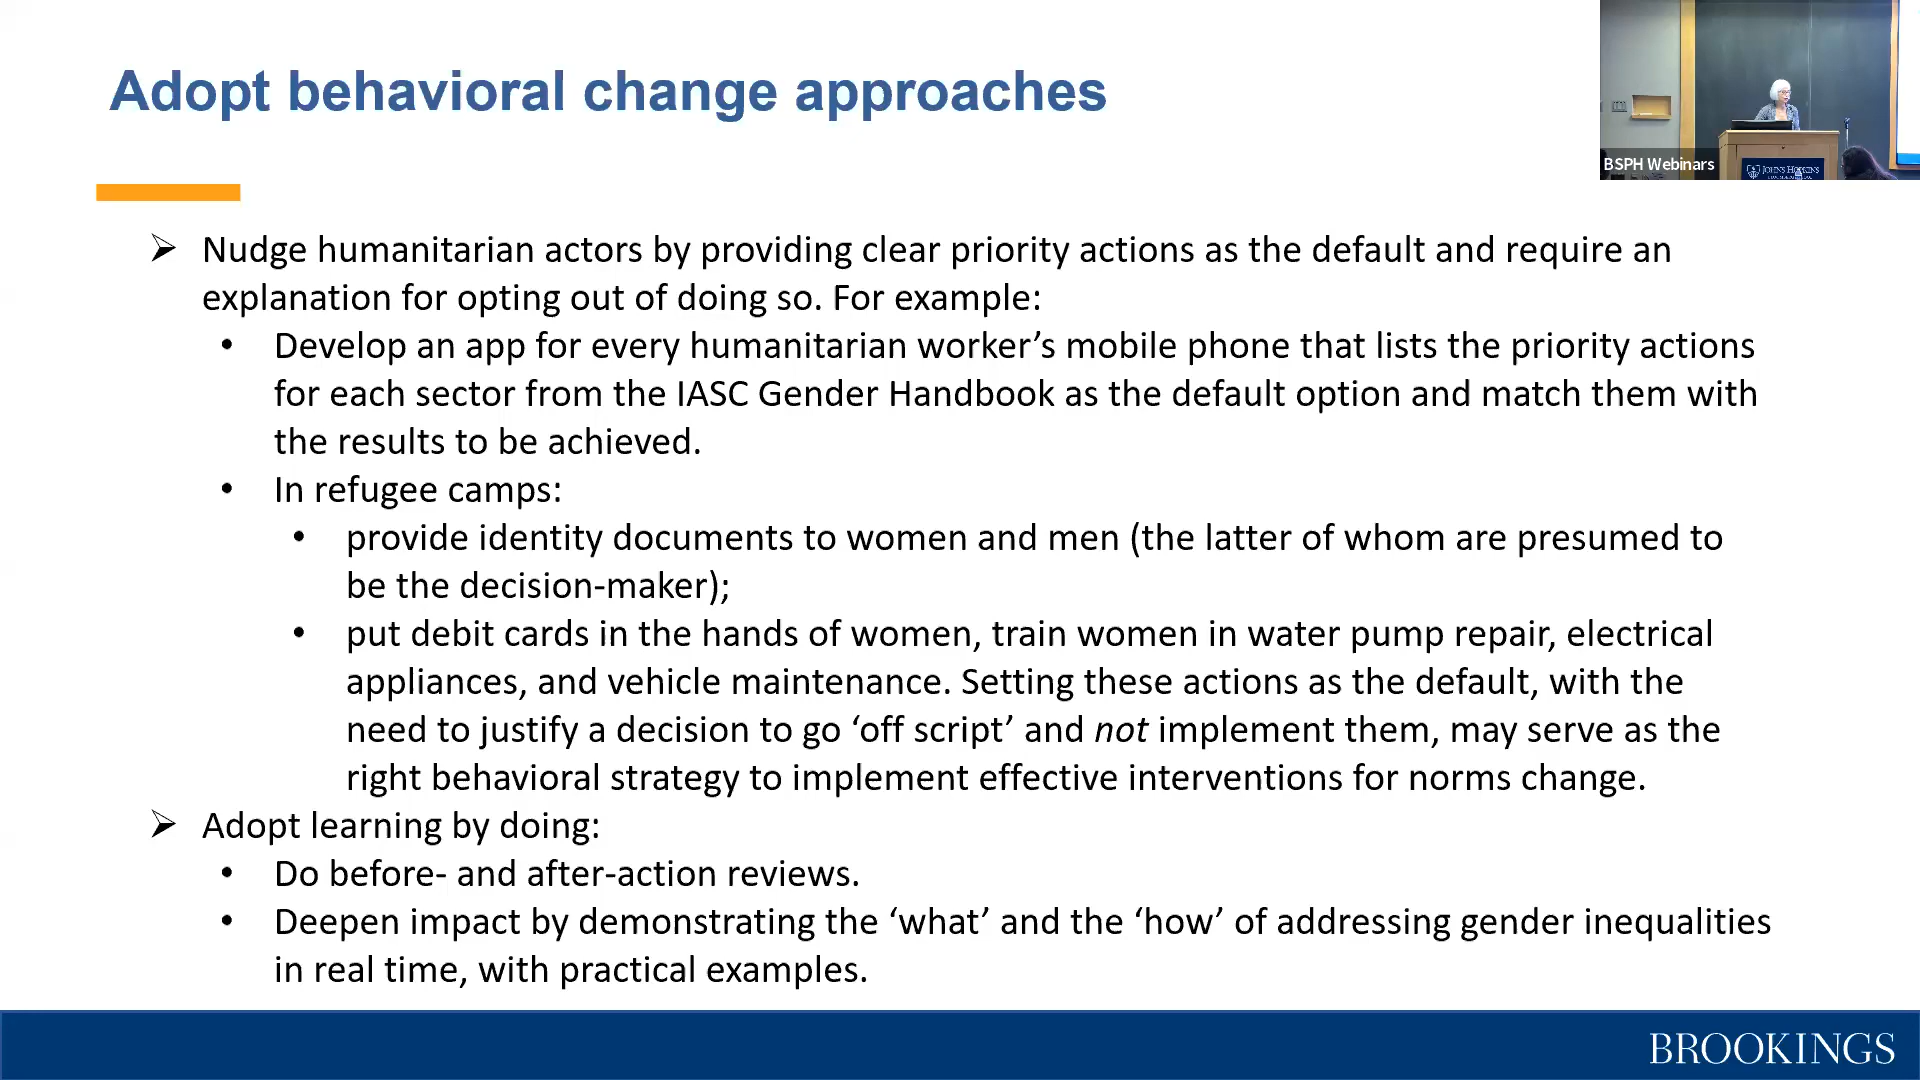 Adopt behavioral change approaches
BSPH Webinars
JOHNS HOPKINS
➢ Nudge humanitarian actors by providing clear priority actions as the default and require an
explanation for opting out of doing so. For example:
• Develop an app for every humanitarian worker’s mobile phone that lists the priority actions
for each sector from the IASC Gender Handbook as the default option and match them with
the results to be achieved.
• In refugee camps:
• provide identity documents to women and men (the latter of whom are presumed to
be the decision-maker);
• put debit cards in the hands of women, train women in water pump repair, electrical
appliances, and vehicle maintenance. Setting these actions as the default, with the
need to justify a decision to go ‘off script’ and not implement them, may serve as the
right behavioral strategy to implement effective interventions for norms change.
➢ Adopt learning by doing:
• Do before- and after-action reviews.
• Deepen impact by demonstrating the ‘what’ and the ‘how’ of addressing gender inequalities
in real time, with practical examples.
BROOKINGS